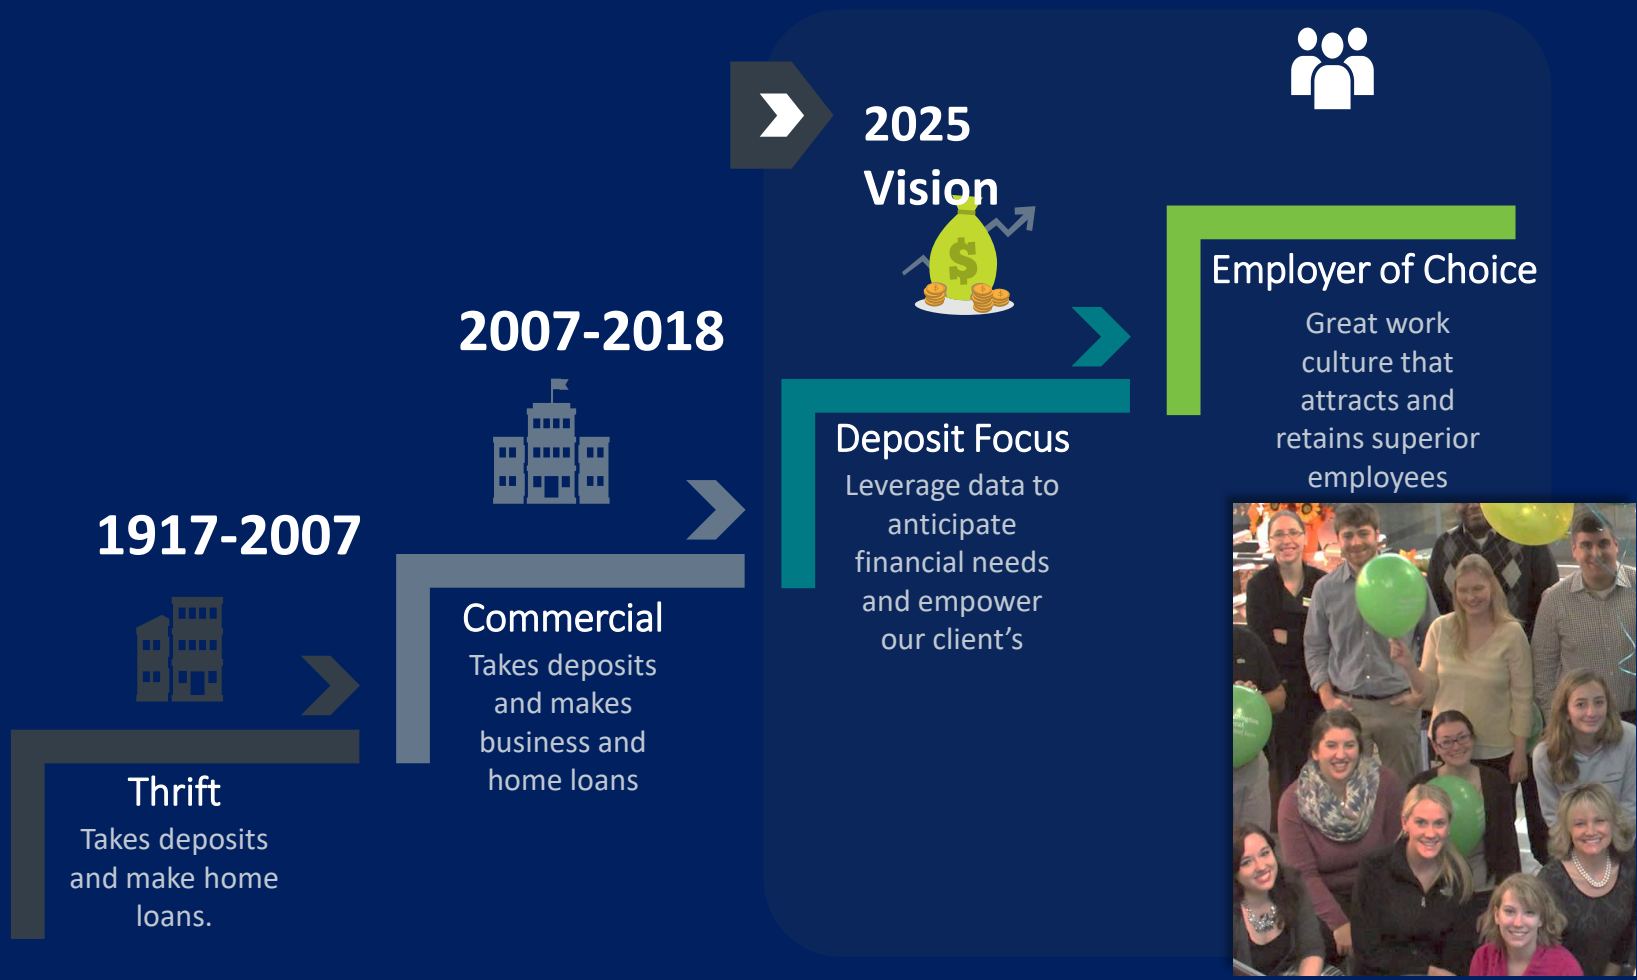 2025
Vision
$
Employer of Choice
Great work
culture that
attracts and
retains superior
employees
2007-2018
Deposit Focus
Leverage data to
anticipate
financial needs
and empower
our client’s
1917-2007
Commercial
Takes deposits
and makes
business and
home loans
Thrift
Takes deposits
and make home
loans.